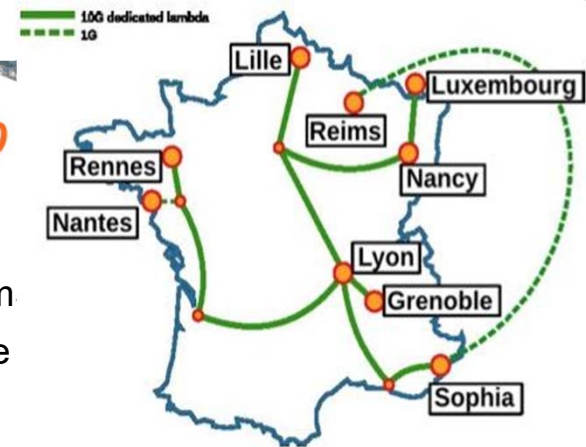 10G dedicated lambda
1G
Lille
Luxembourg
Reims
Rennes
Nancy
Nantes
Lyon
Grenoble
Sophia